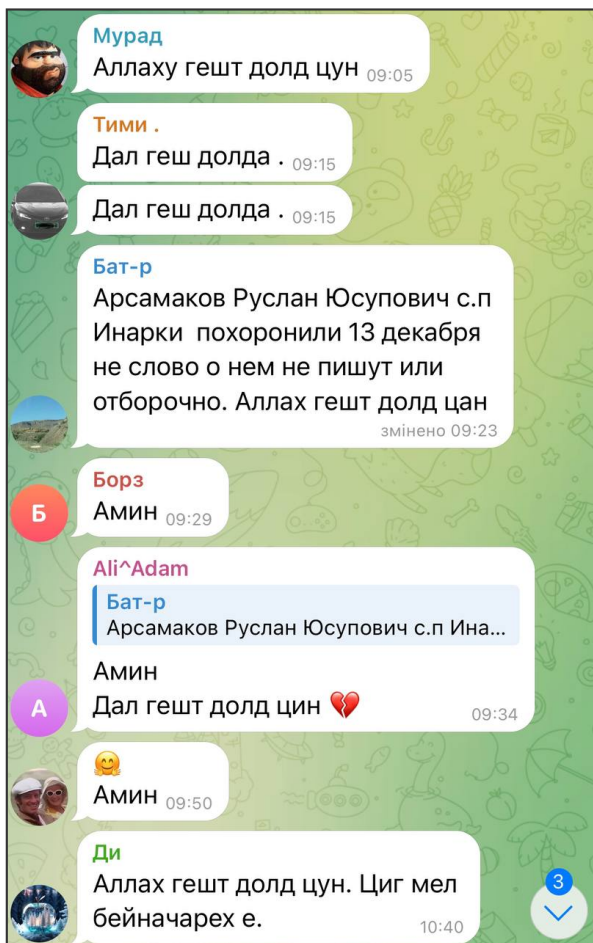 Мурад
Аллаху гешт долд цун 09:05
Тими .
Дал геш долда . 09:15
Дал геш долда . 09:15
Бат-р
Арсамаков Руслан Юсупович с.п
Инарки похоронили 13 декабря
не слово о нем не пишут или
отборочно. Аллах гешт долд цан
змінено 09:23
Борз
Б
Амин 09:29
Ali^Adam
Бат-р
Арсамаков Руслан Юсупович с.п Ина...
Амин
А
Дал гешт долд цин 💔 09:34
🤗
Амин 09:50
Ди
Аллах гешт долд цун. Циг мел
бейначарех е. 10:40
3